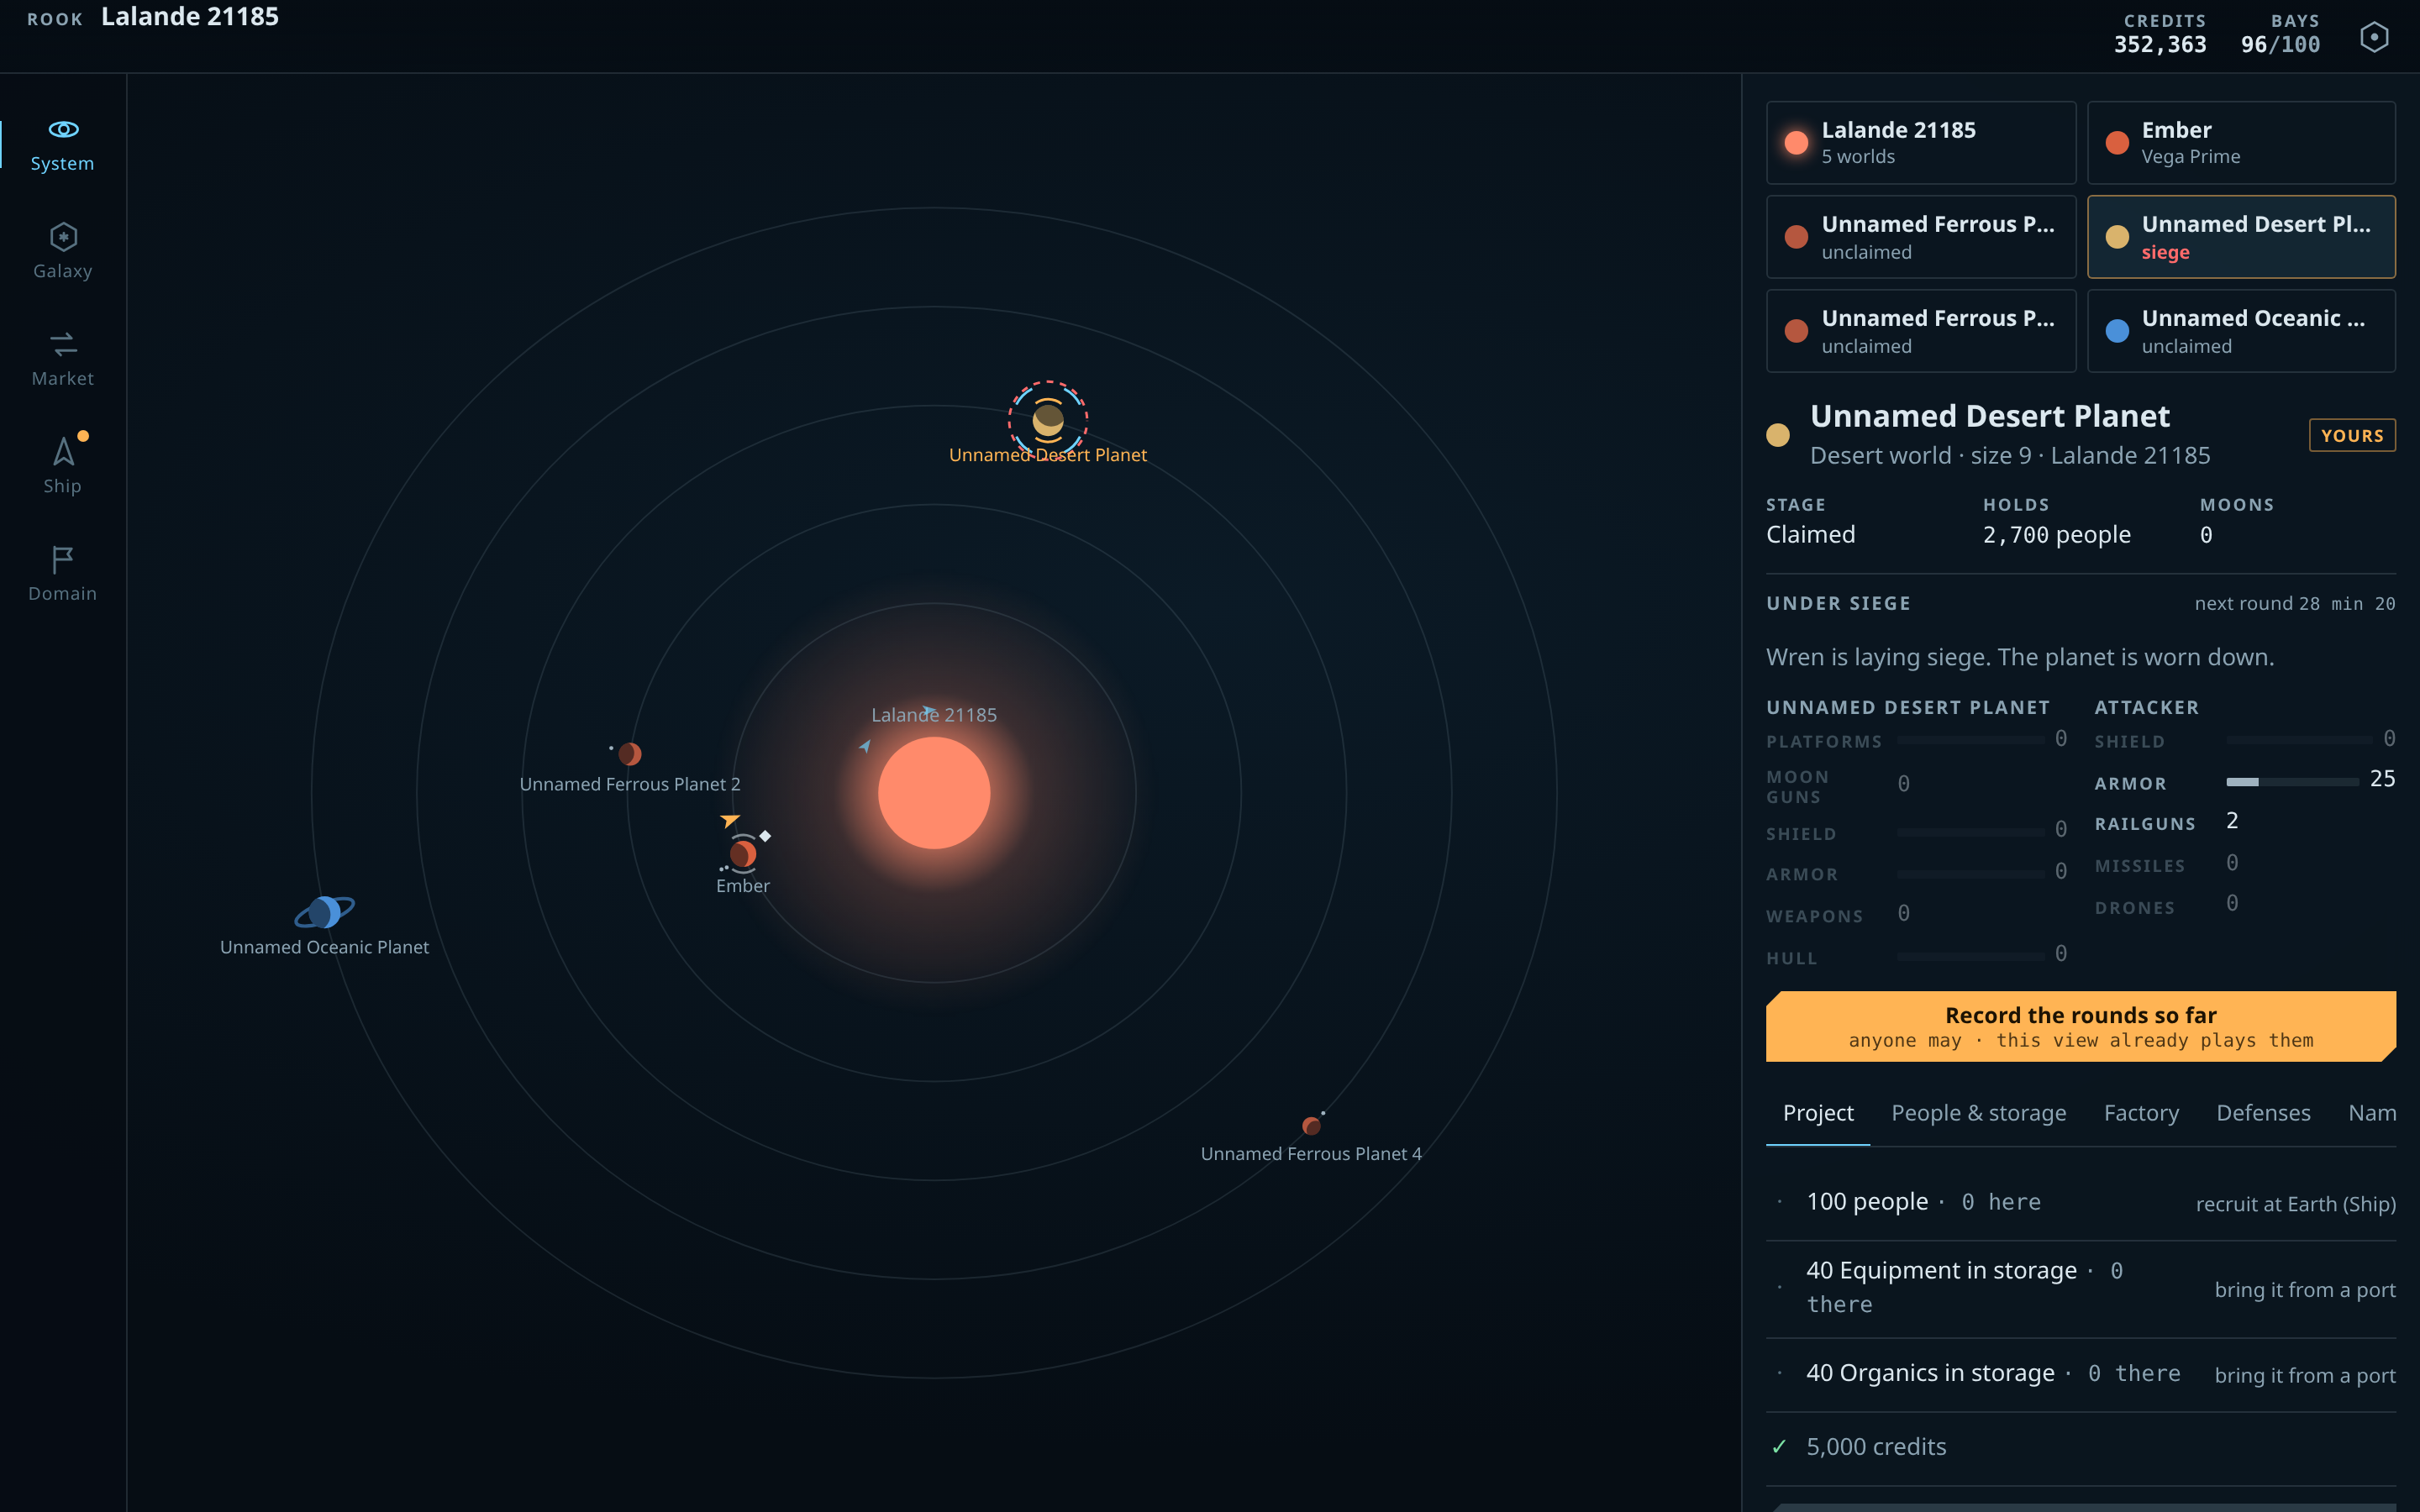 ROOK Lalande 21185
CREDITS
352,363
BAYS
96/100
System
Galaxy
Market
Ship
Domain
Unnamed Desert Planet
Lalande 21185
Unnamed Ferrous Planet 2
Ember
Unnamed Oceanic Planet
Unnamed Ferrous Planet 4
Lalande 21185
5 worlds
Ember
Vega Prime
Unnamed Ferrous P...
unclaimed
Unnamed Desert Pl...
siege
Unnamed Ferrous P...
unclaimed
Unnamed Oceanic ...
unclaimed
Unnamed Desert Planet
Desert world · size 9 · Lalande 21185
YOURS
STAGE
Claimed
HOLDS
2,700 people
MOONS
0
UNDER SIEGE
next round 28 min 20
Wren is laying siege. The planet is worn down.
UNNAMED DESERT PLANET
PLATFORMS 0
MOON
GUNS 0
SHIELD 0
ARMOR 0
WEAPONS 0
HULL 0
ATTACKER
SHIELD 0
ARMOR 25
RAILGUNS 2
MISSILES 0
DRONES 0
Record the rounds so far
anyone may · this view already plays them
Project People & storage Factory Defenses Nam
· 100 people · 0 here recruit at Earth (Ship)
· 40 Equipment in storage · 0
there
bring it from a port
· 40 Organics in storage · 0 there bring it from a port
✓ 5,000 credits